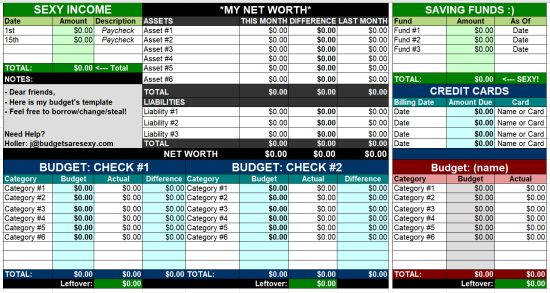 SEXY INCOME
Date Amount Description
1st $0.00 Paycheck
15th $0.00 Paycheck
TOTAL: $0.00 <--- Total
NOTES:
- Dear friends,
- Here is my budget's template
- Feel free to borrow/change/steal!
Need Help?
Holler: j@budgetsaresexy.com
*MY NET WORTH*
ASSETS THIS MONTH DIFFERENCE LAST MONTH
Asset #1 $0.00 $0.00 $0.00
Asset #2 $0.00 $0.00 $0.00
Asset #3 $0.00 $0.00 $0.00
Asset #4 $0.00 $0.00 $0.00
Asset #5 $0.00 $0.00 $0.00
Asset #6 $0.00 $0.00 $0.00
TOTAL $0.00 $0.00 $0.00
LIABILITIES
Liability #1 $0.00 $0.00 $0.00
Liability #2 $0.00 $0.00 $0.00
Liability #3 $0.00 $0.00 $0.00
TOTAL $0.00 $0.00 $0.00
NET WORTH $0.00 $0.00 $0.00
SAVING FUNDS :)
Fund Amount As Of
Fund #1 $0.00 Date
Fund #2 $0.00 Date
Fund #3 $0.00 Date
TOTAL: $0.00 <---SEXY!
CREDIT CARDS
Billing Date Amount Due Card
Date $0.00 Name or Card
Date $0.00 Name or Card
Date $0.00 Name or Card
Date $0.00 Name or Card
BUDGET: CHECK #1
Category Budget Actual Difference
Category #1 $0.00 $0.00 $0.00
Category #2 $0.00 $0.00 $0.00
Category #3 $0.00 $0.00 $0.00
Category #4 $0.00 $0.00 $0.00
Category #5 $0.00 $0.00 $0.00
Category #6 $0.00 $0.00 $0.00
TOTAL: $0.00 $0.00 $0.00
Leftover: $0.00
BUDGET: CHECK #2
Category Budget Actual Difference
Category #1 $0.00 $0.00 $0.00
Category #2 $0.00 $0.00 $0.00
Category #3 $0.00 $0.00 $0.00
Category #4 $0.00 $0.00 $0.00
Category #5 $0.00 $0.00 $0.00
Category #6 $0.00 $0.00 $0.00
TOTAL: $0.00 $0.00 $0.00
Leftover: $0.00
Budget: (name)
Category Budget Actual
Category #1 $0.00 $0.00
Category #2 $0.00 $0.00
Category #3 $0.00 $0.00
Category #4 $0.00 $0.00
Category #5 $0.00 $0.00
Category #6 $0.00 $0.00
TOTAL: $0.00 $0.00
Leftover: $0.00